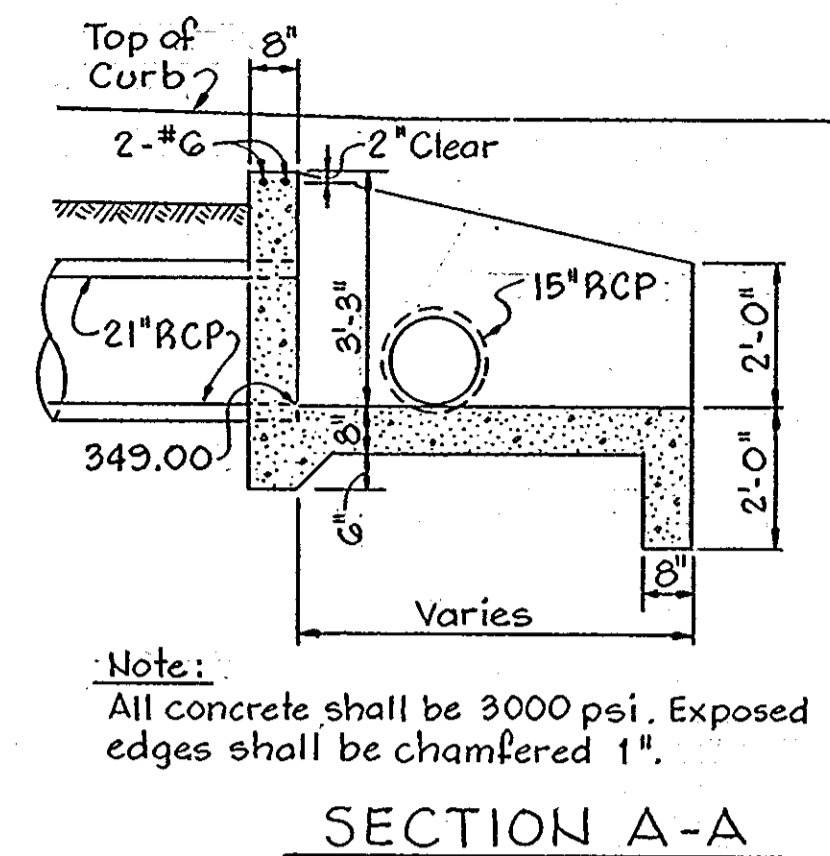 Top of
Curb
8"
2-#6
2"Clear
15"RCP
21"RCP
3'-3"
2'-0"
349.00
8"
6"
2'-0"
8"
Varies
Note:
All concrete shall be 3000 psi. Exposed
edges shall be chamfered 1".
SECTION A-A